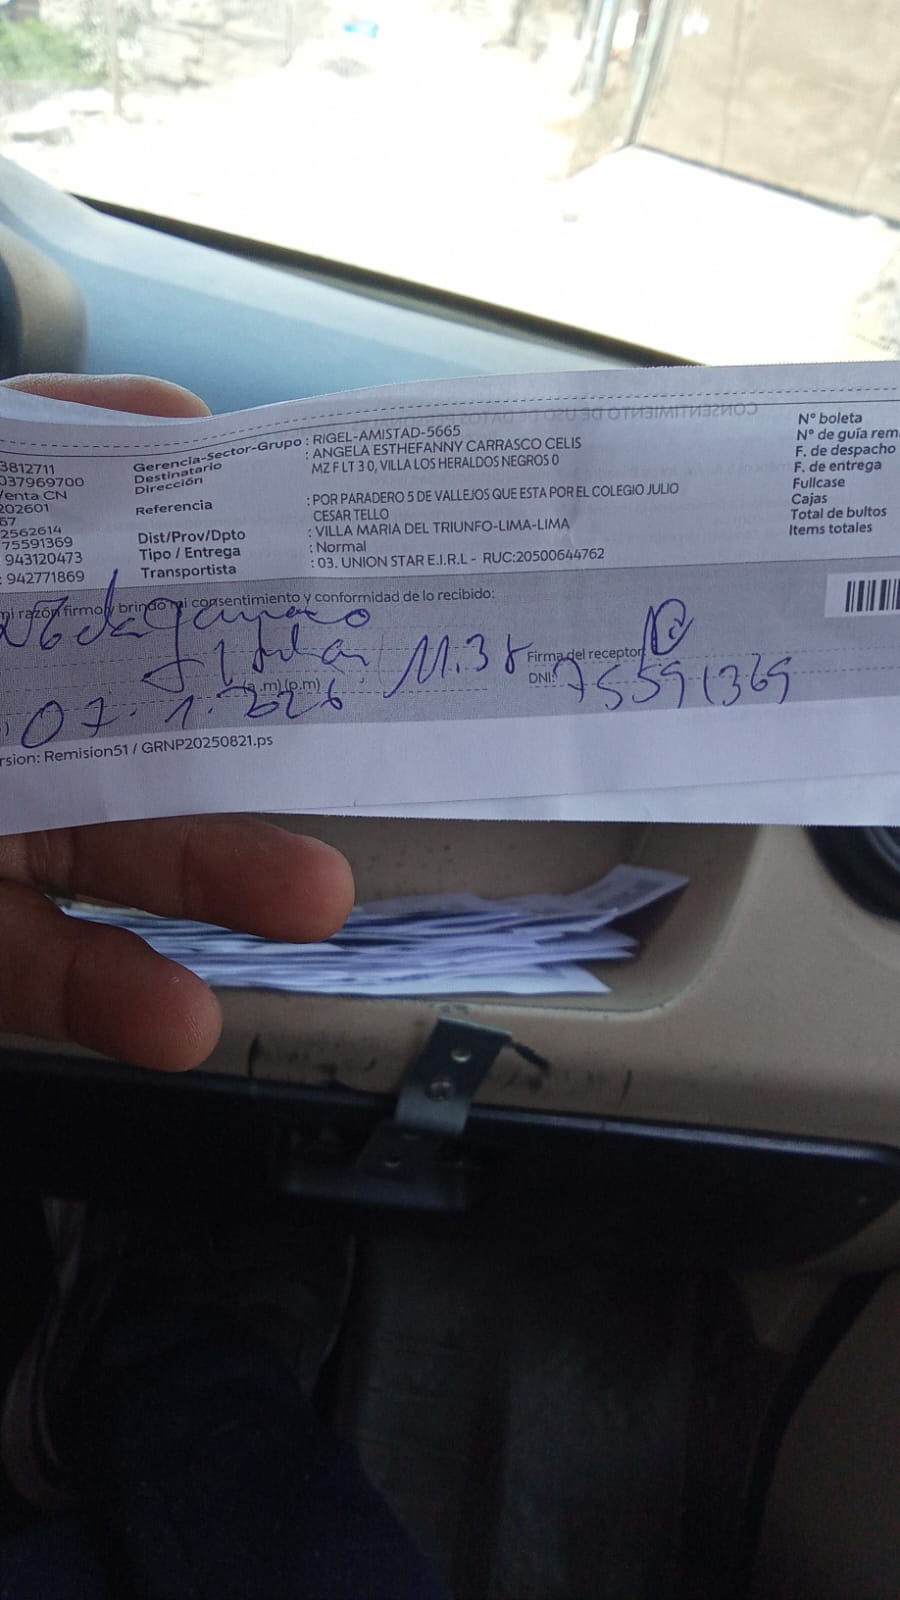 CONSENTIMIENTO DE USO DE DATOS
3812711
037969700
Venta CN
202601
67
2562614
75591369
: 943120473
: 942771869
Gerencia-Sector-Grupo : RIGEL-AMISTAD-5665
Destinatario : ANGELA ESTHEFANNY CARRASCO CELIS
Dirección MZ F LT 3 0, VILLA LOS HERALDOS NEGROS 0
Referencia : POR PARADERO 5 DE VALLEJOS QUE ESTA POR EL COLEGIO JULIO
CESAR TELLO
Dist/Prov/Dpto : VILLA MARIA DEL TRIUNFO-LIMA-LIMA
Tipo / Entrega : Normal
Transportista : 03. UNION STAR E.I.R.L - RUC:20500644762
N° boleta
N° de guía rem
F. de despacho
F. de entrega
Fullcase
Cajas
Total de bultos
Items totales
mi razón firmo y brindo mi consentimiento y conformidad de lo recibido:
11.38
Firma del receptor
(a.m) (p.m)
DNI: 75591369
07.1.2026
rsion: Remision51 / GRNP20250821.ps